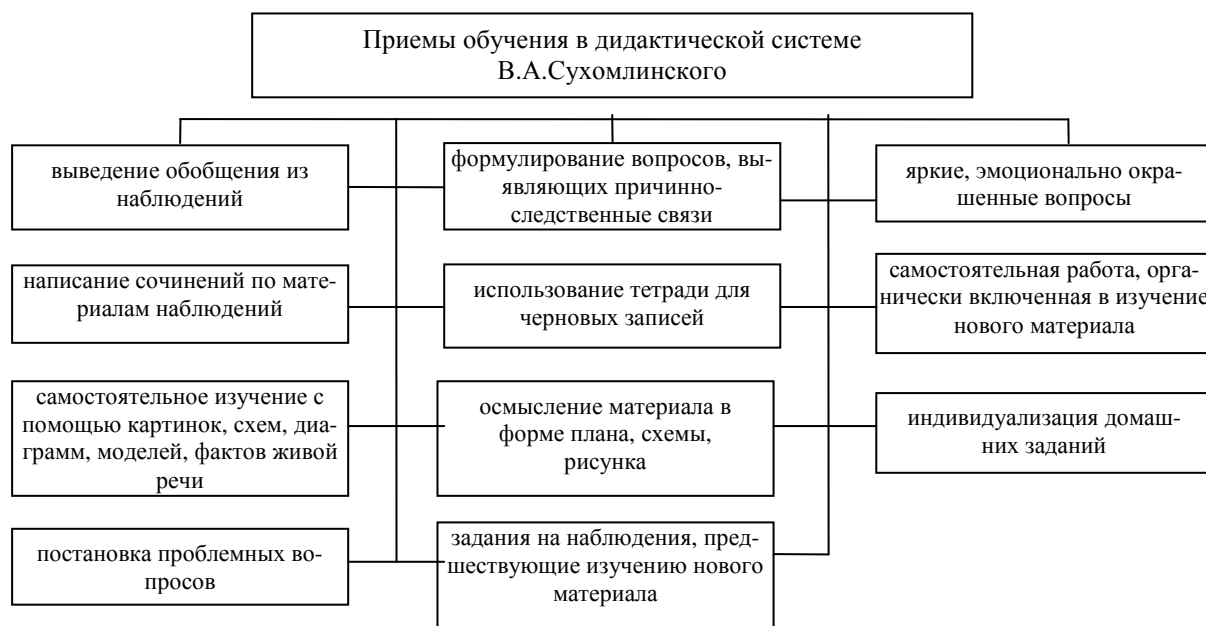 Приемы обучения в дидактической системе
В.А.Сухомлинского
выведение обобщения из
наблюдений
формулирование вопросов, вы-
являющих причинно-
следственные связи
яркие, эмоционально окра-
шенные вопросы
написание сочинений по мате-
риалам наблюдений
использование тетради для
черновых записей
самостоятельная работа, орга-
нически включенная в изучение
нового материала
самостоятельное изучение с
помощью картинок, схем, диа-
грамм, моделей, фактов живой
речи
осмысление материала в
форме плана, схемы,
рисунка
индивидуализация домаш-
них заданий
постановка проблемных во-
просов
задания на наблюдения, пред-
шествующие изучению нового
материала